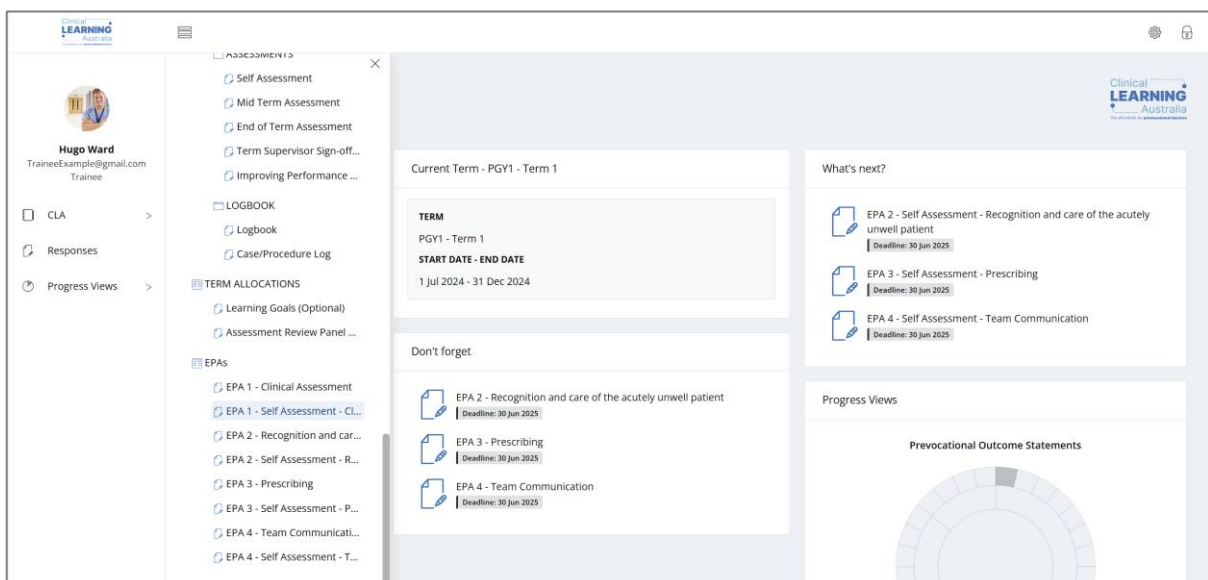 Clinical
LEARNING
Australia
Hugo Ward
TraineeExample@gmail.com
Trainee
CLA
Responses
Progress Views
ASSESSMENTS
Self Assessment
Mid Term Assessment
End of Term Assessment
Term Supervisor Sign-off...
Improving Performance ...
LOGBOOK
Logbook
Case/Procedure Log
TERM ALLOCATIONS
Learning Goals (Optional)
Assessment Review Panel ...
EPAs
EPA 1 - Clinical Assessment
EPA 1 - Self Assessment - Cl...
EPA 2 - Recognition and car...
EPA 2 - Self Assessment - R...
EPA 3 - Prescribing
EPA 3 - Self Assessment - P...
EPA 4 - Team Communicati...
EPA 4 - Self Assessment - T...
Clinical
LEARNING
Australia
Current Term - PGY1 - Term 1
TERM
PGY1 - Term 1
START DATE - END DATE
1 Jul 2024 - 31 Dec 2024
Don't forget
EPA 2 - Recognition and care of the acutely unwell patient
Deadline: 30 Jun 2025
EPA 3 - Prescribing
Deadline: 30 Jun 2025
EPA 4 - Team Communication
Deadline: 30 Jun 2025
What's next?
EPA 2 - Self Assessment - Recognition and care of the acutely
unwell patient
Deadline: 30 Jun 2025
EPA 3 - Self Assessment - Prescribing
Deadline: 30 Jun 2025
EPA 4 - Self Assessment - Team Communication
Deadline: 30 Jun 2025
Progress Views
Prevocational Outcome Statements